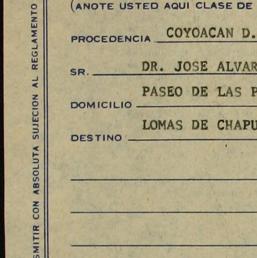 (ANOTE USTED AQUI CLASE DE
PROCEDENCIA COYOACAN D.
SR. DR. JOSE ALVAR
PASEO DE LAS P
DOMICILIO
LOMAS DE CHAPU
DESTINO
SMITIR CON ABSOLUTA SUJECION AL REGLAMENTO